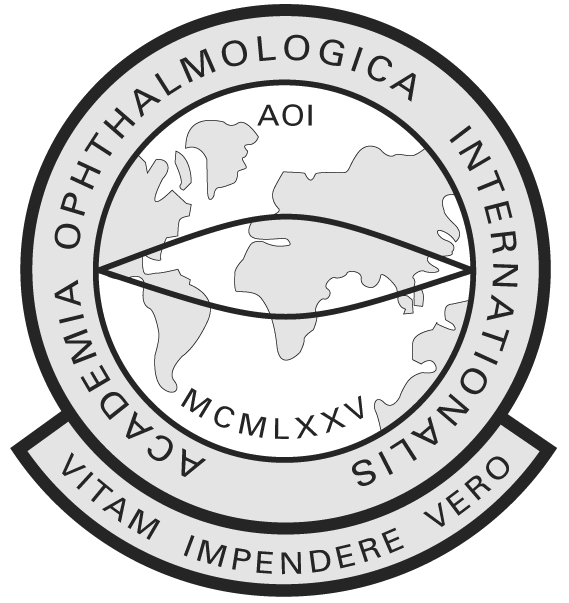 ACADEMIA OPHTHALMOLOGICA INTERNATIONALIS
AOI
MCMLXXV
VITAM IMPENDERE VERO